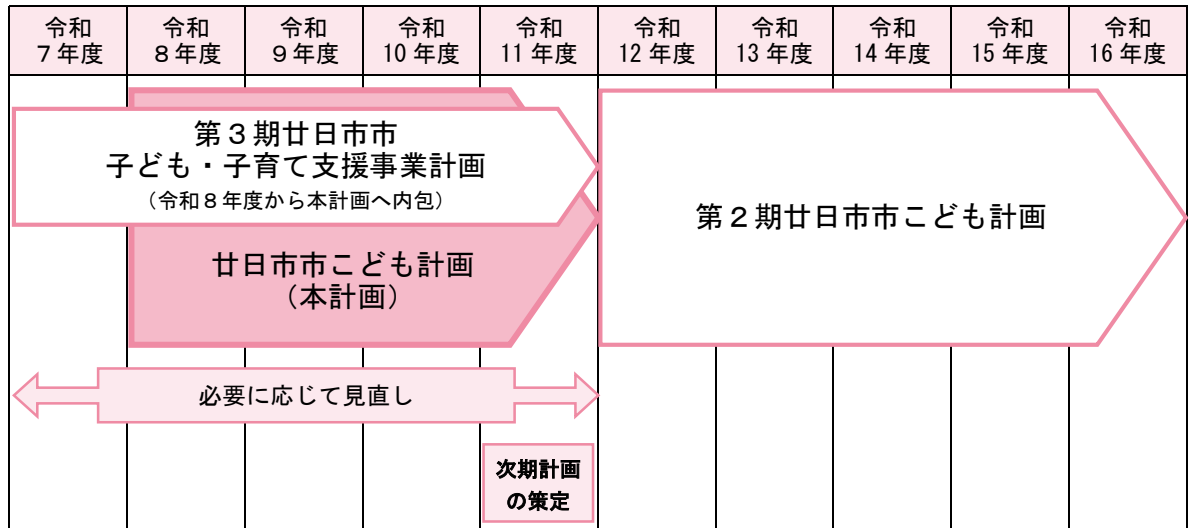 令和
7年度
令和
8年度
令和
9年度
令和
10年度
令和
11年度
令和
12年度
令和
13年度
令和
14年度
令和
15年度
令和
16年度
第3期廿日市市
子ども・子育て支援事業計画
(令和8年度から本計画へ内包)
廿日市市こども計画
(本計画)
第2期廿日市市こども計画
必要に応じて見直し
次期計画
の策定